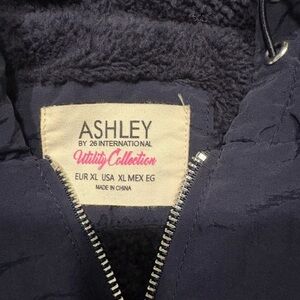 ASHLEY
BY 26 INTERNATIONAL
Utility Collection
EUR XL USA XL MEX EG
MADE IN CHINA